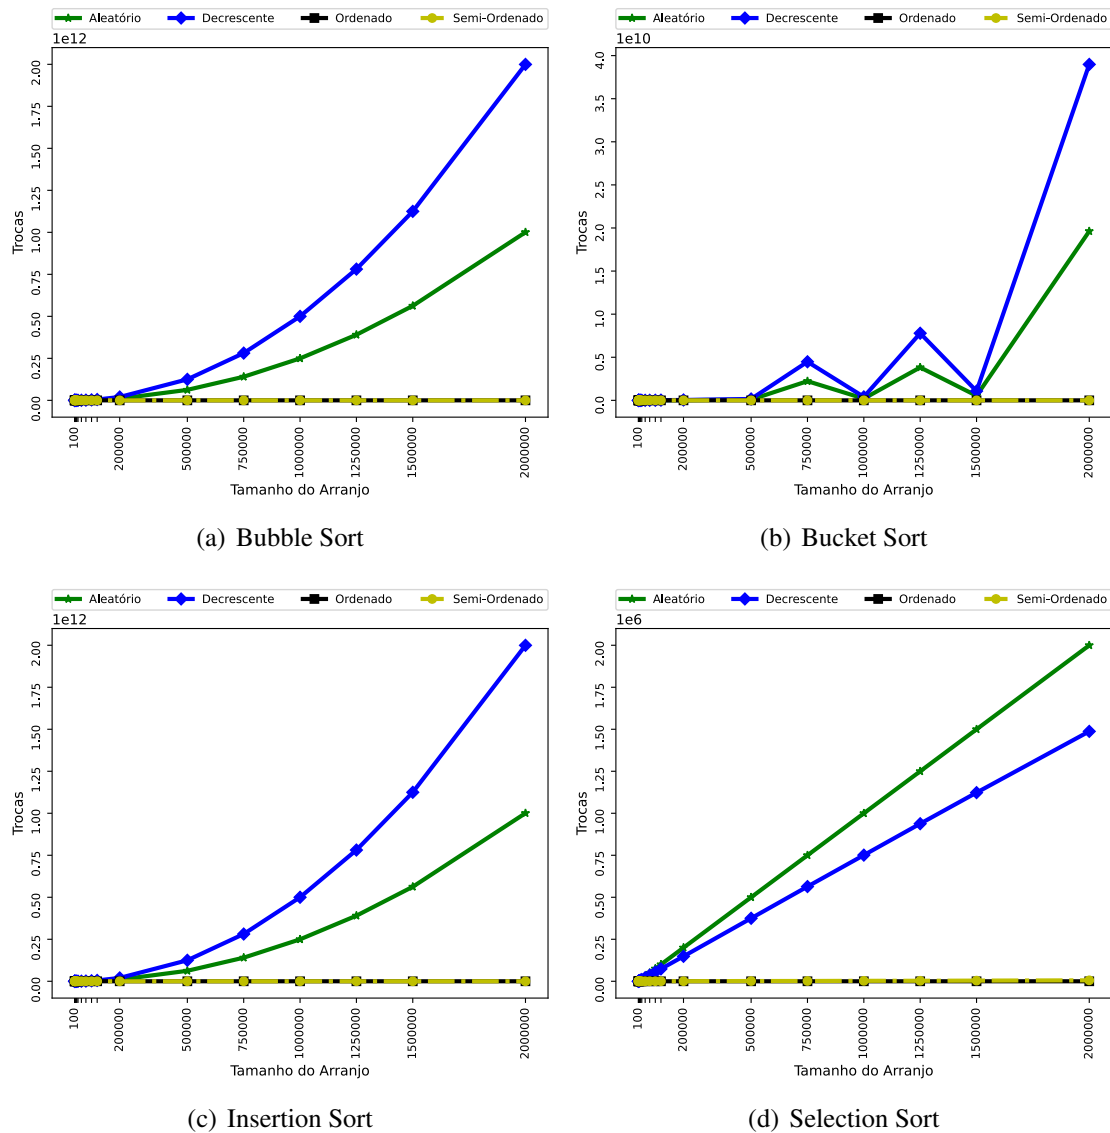 Aleatório Decrescente Ordenado Semi-Ordenado
1e12
2.00
1.75
1.50
1.25
1.00
0.75
0.50
0.25
0.00
Trocas
100 200000 500000 750000 1000000 1250000 1500000 2000000
Tamanho do Arranjo
(a) Bubble Sort
Aleatório Decrescente Ordenado Semi-Ordenado
1e10
4.0
3.5
3.0
2.5
2.0
1.5
1.0
0.5
0.0
Trocas
100 200000 500000 750000 1000000 1250000 1500000 2000000
Tamanho do Arranjo
(b) Bucket Sort
Aleatório Decrescente Ordenado Semi-Ordenado
1e12
2.00
1.75
1.50
1.25
1.00
0.75
0.50
0.25
0.00
Trocas
100 200000 500000 750000 1000000 1250000 1500000 2000000
Tamanho do Arranjo
(c) Insertion Sort
Aleatório Decrescente Ordenado Semi-Ordenado
1e6
2.00
1.75
1.50
1.25
1.00
0.75
0.50
0.25
0.00
Trocas
100 200000 500000 750000 1000000 1250000 1500000 2000000
Tamanho do Arranjo
(d) Selection Sort